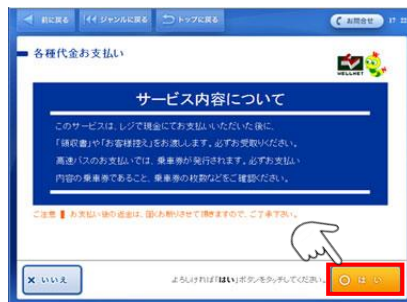 前に戻る ジャンルに戻る トップに戻る お問合せ
各種代金お支払い
WELLNET
サービス内容について
このサービスは、レジで現金にてお支払いいただいた後に、
「領収書」や「お客様控え」をお渡しします。必ずお受取りください。
高速バスのお支払いでは、乗車券が発行されます。必ずお支払い
内容の乗車券であること、乗車券の枚数などをご確認ください。
ご注意 お支払い後の返金は、固くお断りさせて頂きますので、ご了承下さい。
× いいえ よろしければ「はい」ボタンをタッチしてください。 はい